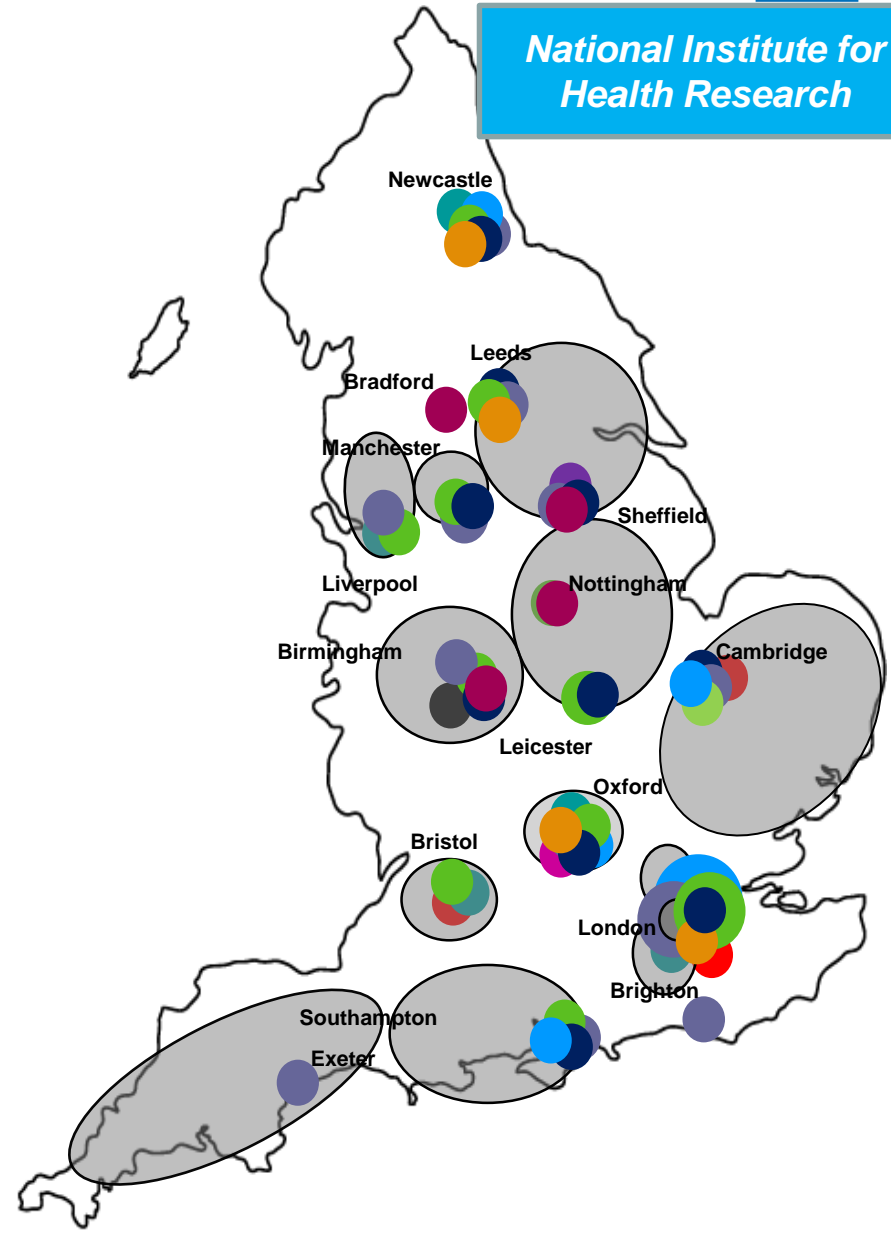 National Institute for
Health Research
Newcastle
Leeds
Bradford
Manchester
Sheffield
Liverpool
Nottingham
Birmingham
Cambridge
Leicester
Oxford
Bristol
London
Brighton
Southampton
Exeter